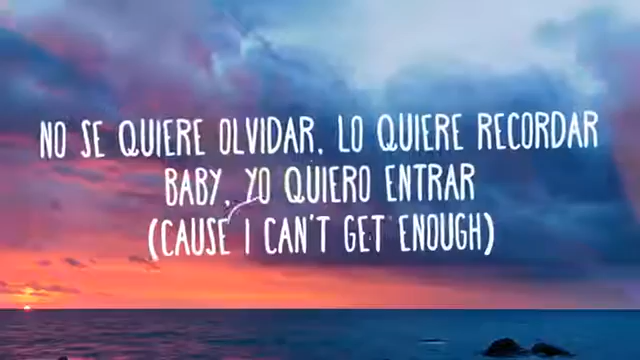 NO SE QUIERE OLVIDAR, LO QUIERE RECORDAR
BABY, YO QUIERO ENTRAR
(CAUSE I CAN'T GET ENOUGH)